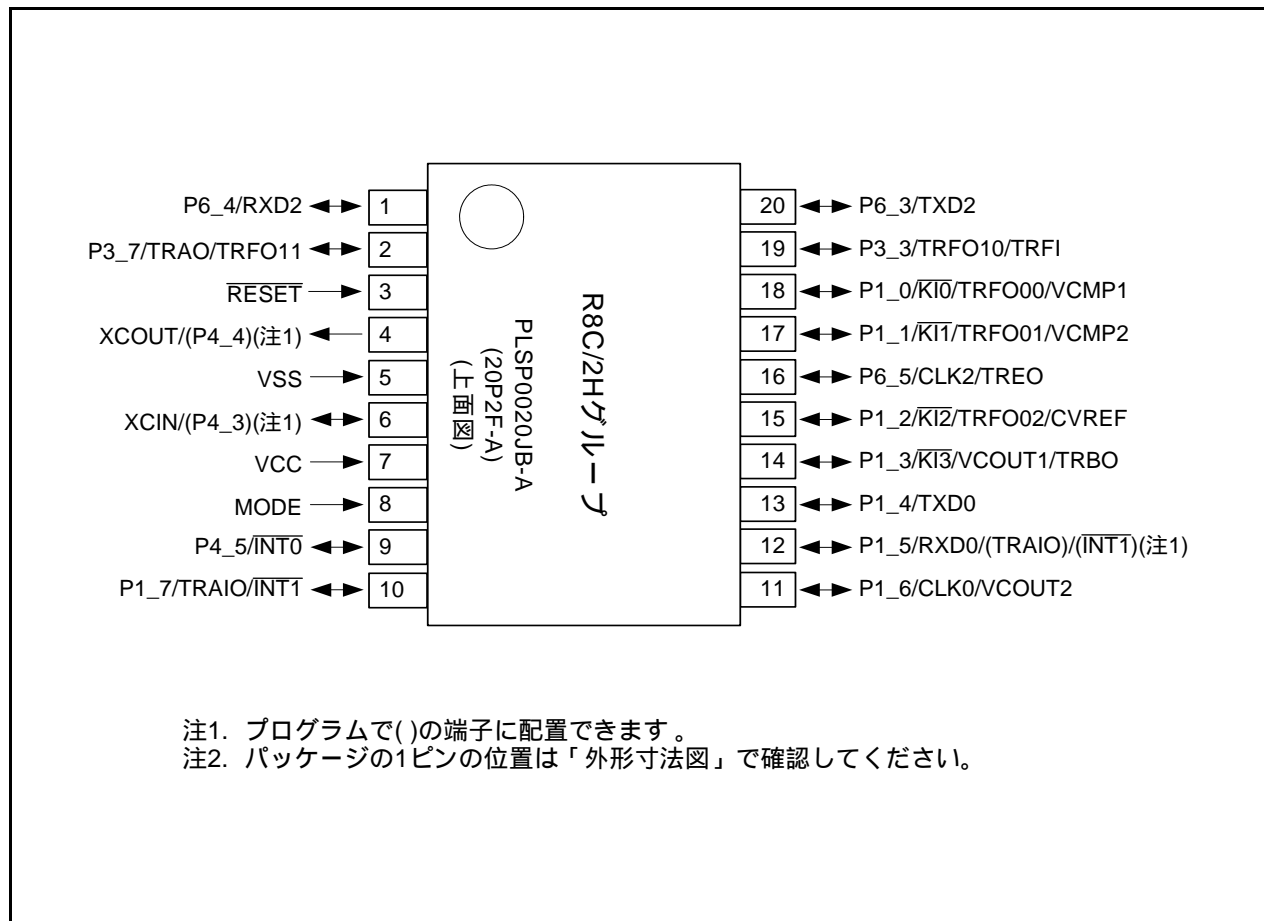 P6_4/RXD2 1
P3_7/TRAO/TRFO11 2
RESET 3
XCOUT/(P4_4)(注1) 4
VSS 5
XCIN/(P4_3)(注1) 6
VCC 7
MODE 8
P4_5/INT0 9
P1_7/TRAIO/INT1 10
R8C/2Hグループ
PLSP0020JB-A
(20P2F-A)
(上面図)
20 P6_3/TXD2
19 P3_3/TRFO10/TRFI
18 P1_0/KI0/TRFO00/VCMP1
17 P1_1/KI1/TRFO01/VCMP2
16 P6_5/CLK2/TREO
15 P1_2/KI2/TRFO02/CVREF
14 P1_3/KI3/VCOUT1/TRBO
13 P1_4/TXD0
12 P1_5/RXD0/(TRAIO)/(INT1)(注1)
11 P1_6/CLK0/VCOUT2
注1. プログラムで( )の端子に配置できます。
注2. パッケージの1ピンの位置は「外形寸法図」で確認してください。